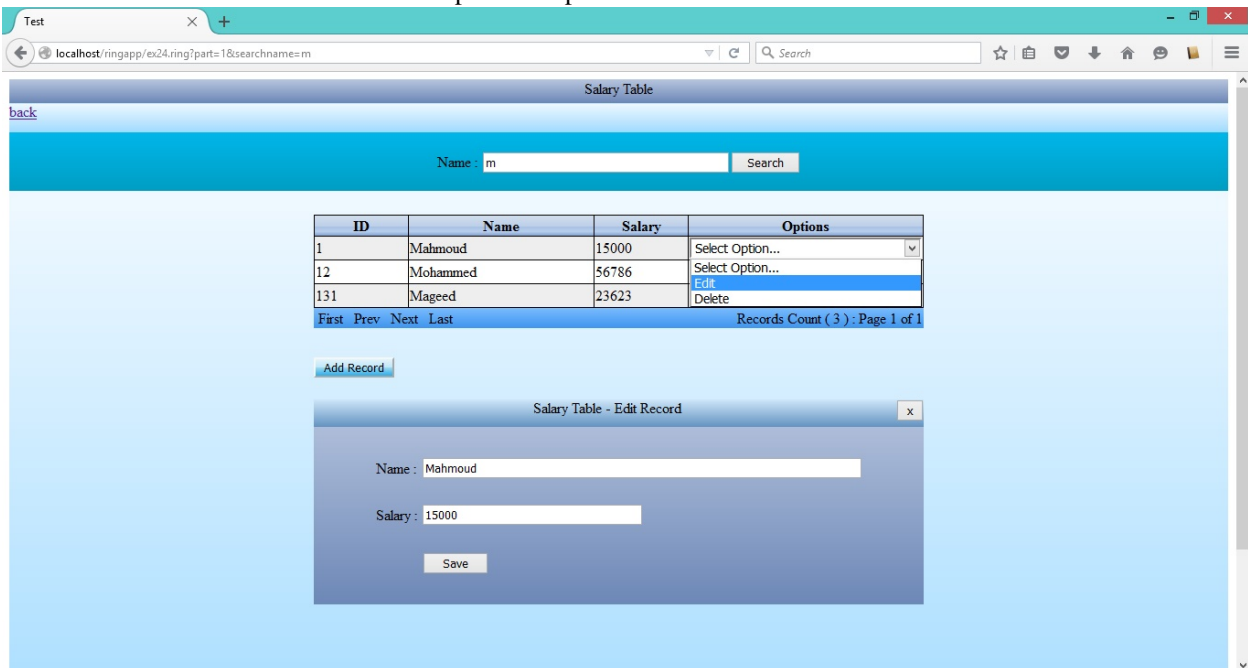 Test
localhost/ringapp/ex24.ring?part=1&searchname=m
Search
Salary Table
back
Name : m Search
ID Name Salary Options
1 Mahmoud 15000 Select Option...
12 Mohammed 56786 Select Option...
Edit
131 Mageed 23623 Delete
First Prev Next Last Records Count ( 3 ) : Page 1 of 1
Add Record
Salary Table - Edit Record x
Name : Mahmoud
Salary : 15000
Save